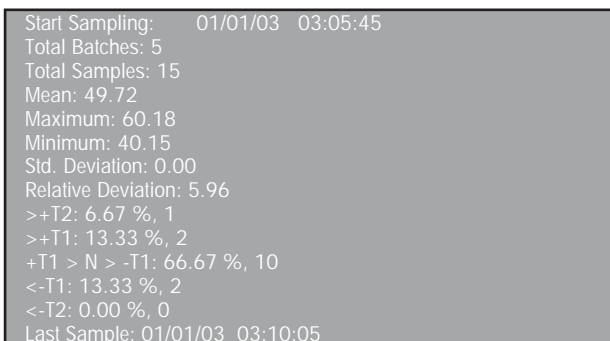 Start Sampling: 01/01/03 03:05:45
Total Batches: 5
Total Samples: 15
Mean: 49.72
Maximum: 60.18
Minimum: 40.15
Std. Deviation: 0.00
Relative Deviation: 5.96
>+T2: 6.67 %, 1
>+T1: 13.33 %, 2
+T1 > N > -T1: 66.67 %, 10
<-T1: 13.33 %, 2
<-T2: 0.00 %, 0
Last Sample: 01/01/03 03:10:05